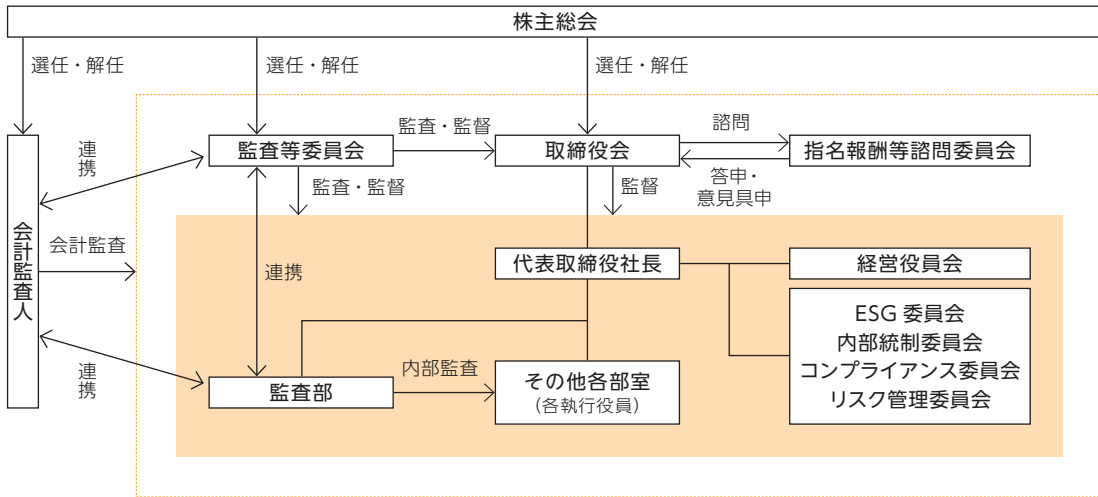 株主総会
選任・解任
選任・解任
選任・解任
監査・監督
諮問
連携
監査等委員会
取締役会
指名報酬等諮問委員会
答申・
意見具申
監査・監督
監督
会計監査人
会計監査
連携
代表取締役社長
経営役員会
ESG 委員会
内部統制委員会
コンプライアンス委員会
リスク管理委員会
連携
内部監査
監査部
その他各部室
（各執行役員）